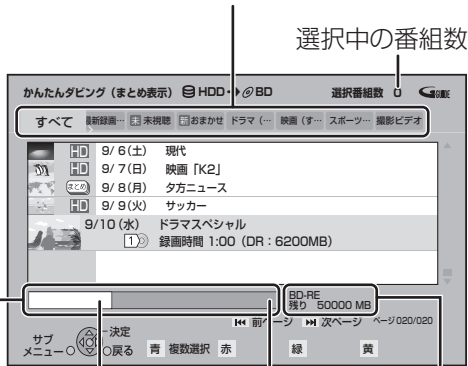 選択中の番組数
かんたんダビング（まとめ表示） HDD BD 選択番組数 0 GUIDE
すべて 最新録画… 未 未視聴 おまかせ ドラマ（… 映画（す… スポーツ… 撮影ビデオ
HD 9/ 6(土) 現代
HD 9/ 7(日) 映画「K2」
まとめ 9/ 8(月) 夕方ニュース
HD 9/ 9(火) サッカー
9/10(水) ドラマスペシャル
1 録画時間 1:00（DR：6200MB）
BD-RE
残り 50000 MB
前ページ 次ページ ページ020/020
サブメニュー 決定
戻る 青 複数選択 赤 緑 黄